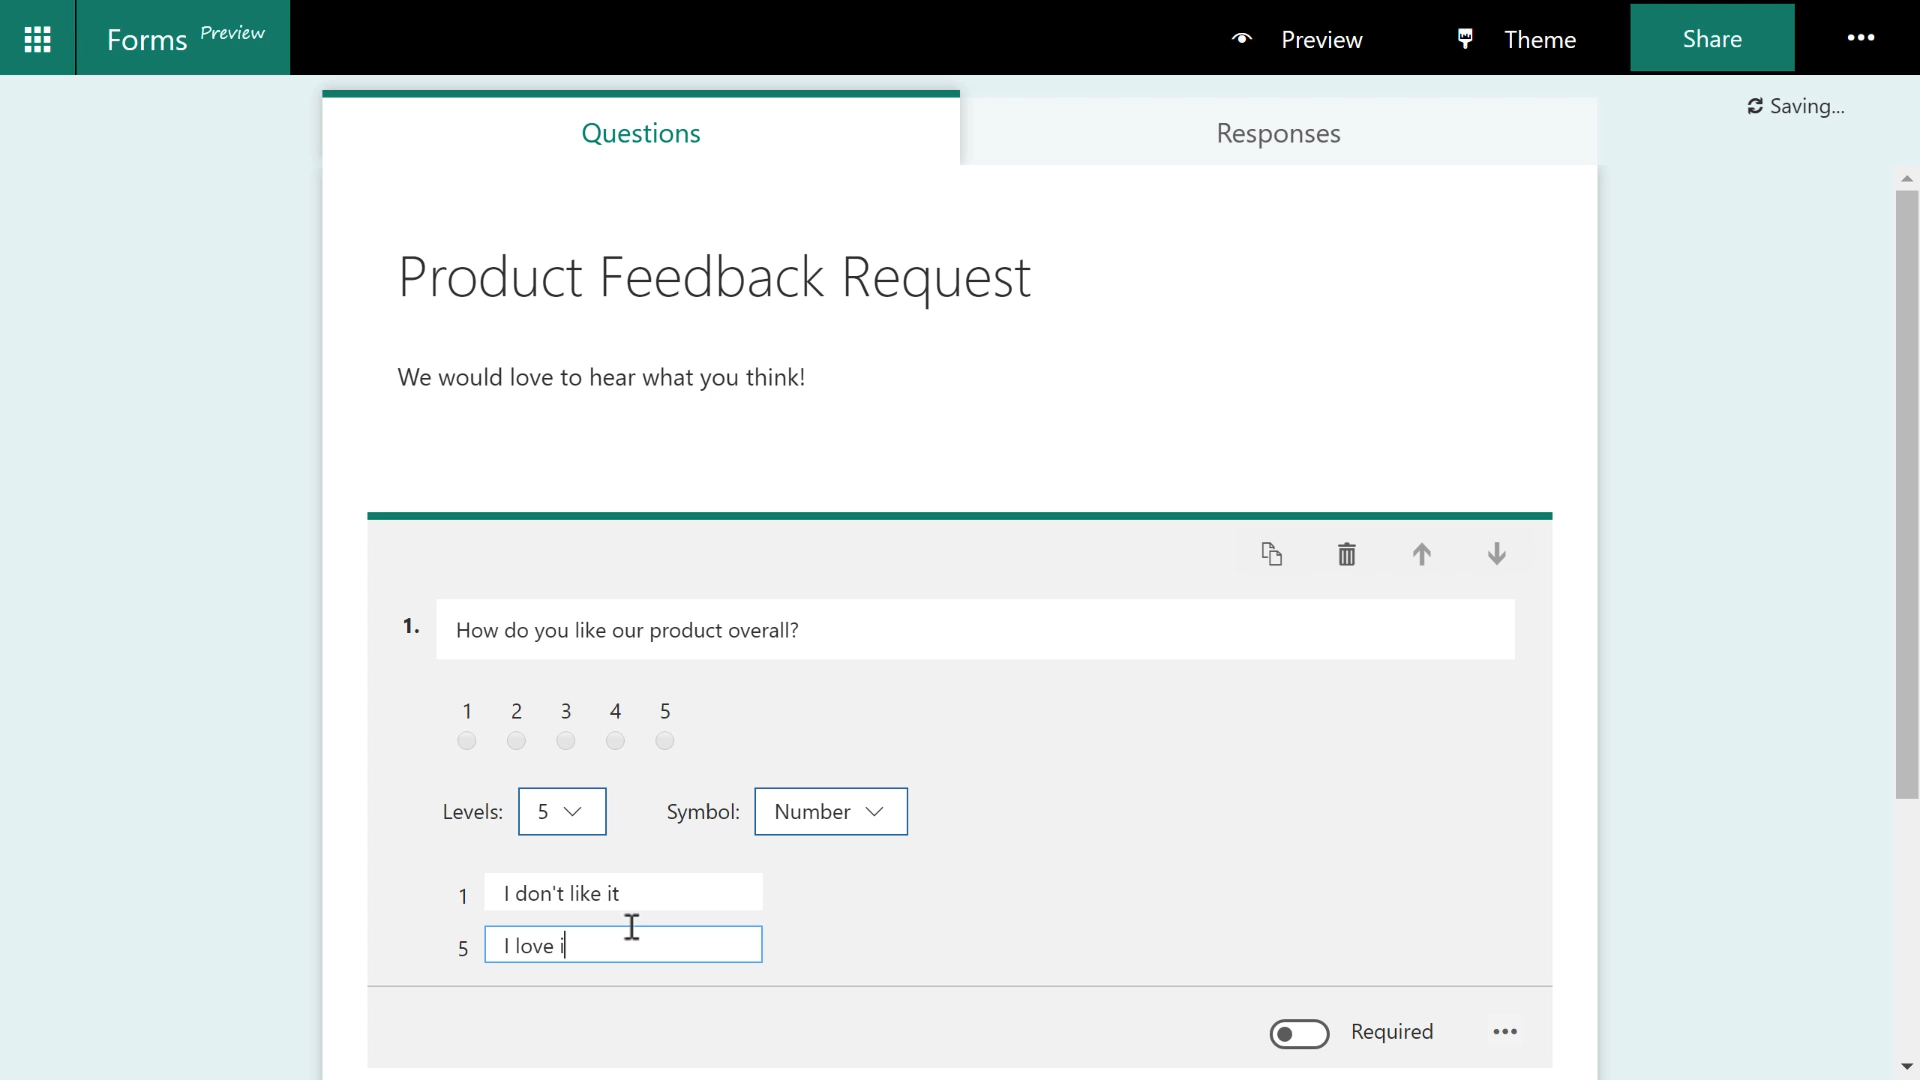 Forms Preview
Preview
Theme
Share
Questions
Responses
Saving...
Product Feedback Request
We would love to hear what you think!
1. How do you like our product overall?
1 2 3 4 5
Levels: 5 Symbol: Number
1 I don't like it
5 I love i
Required